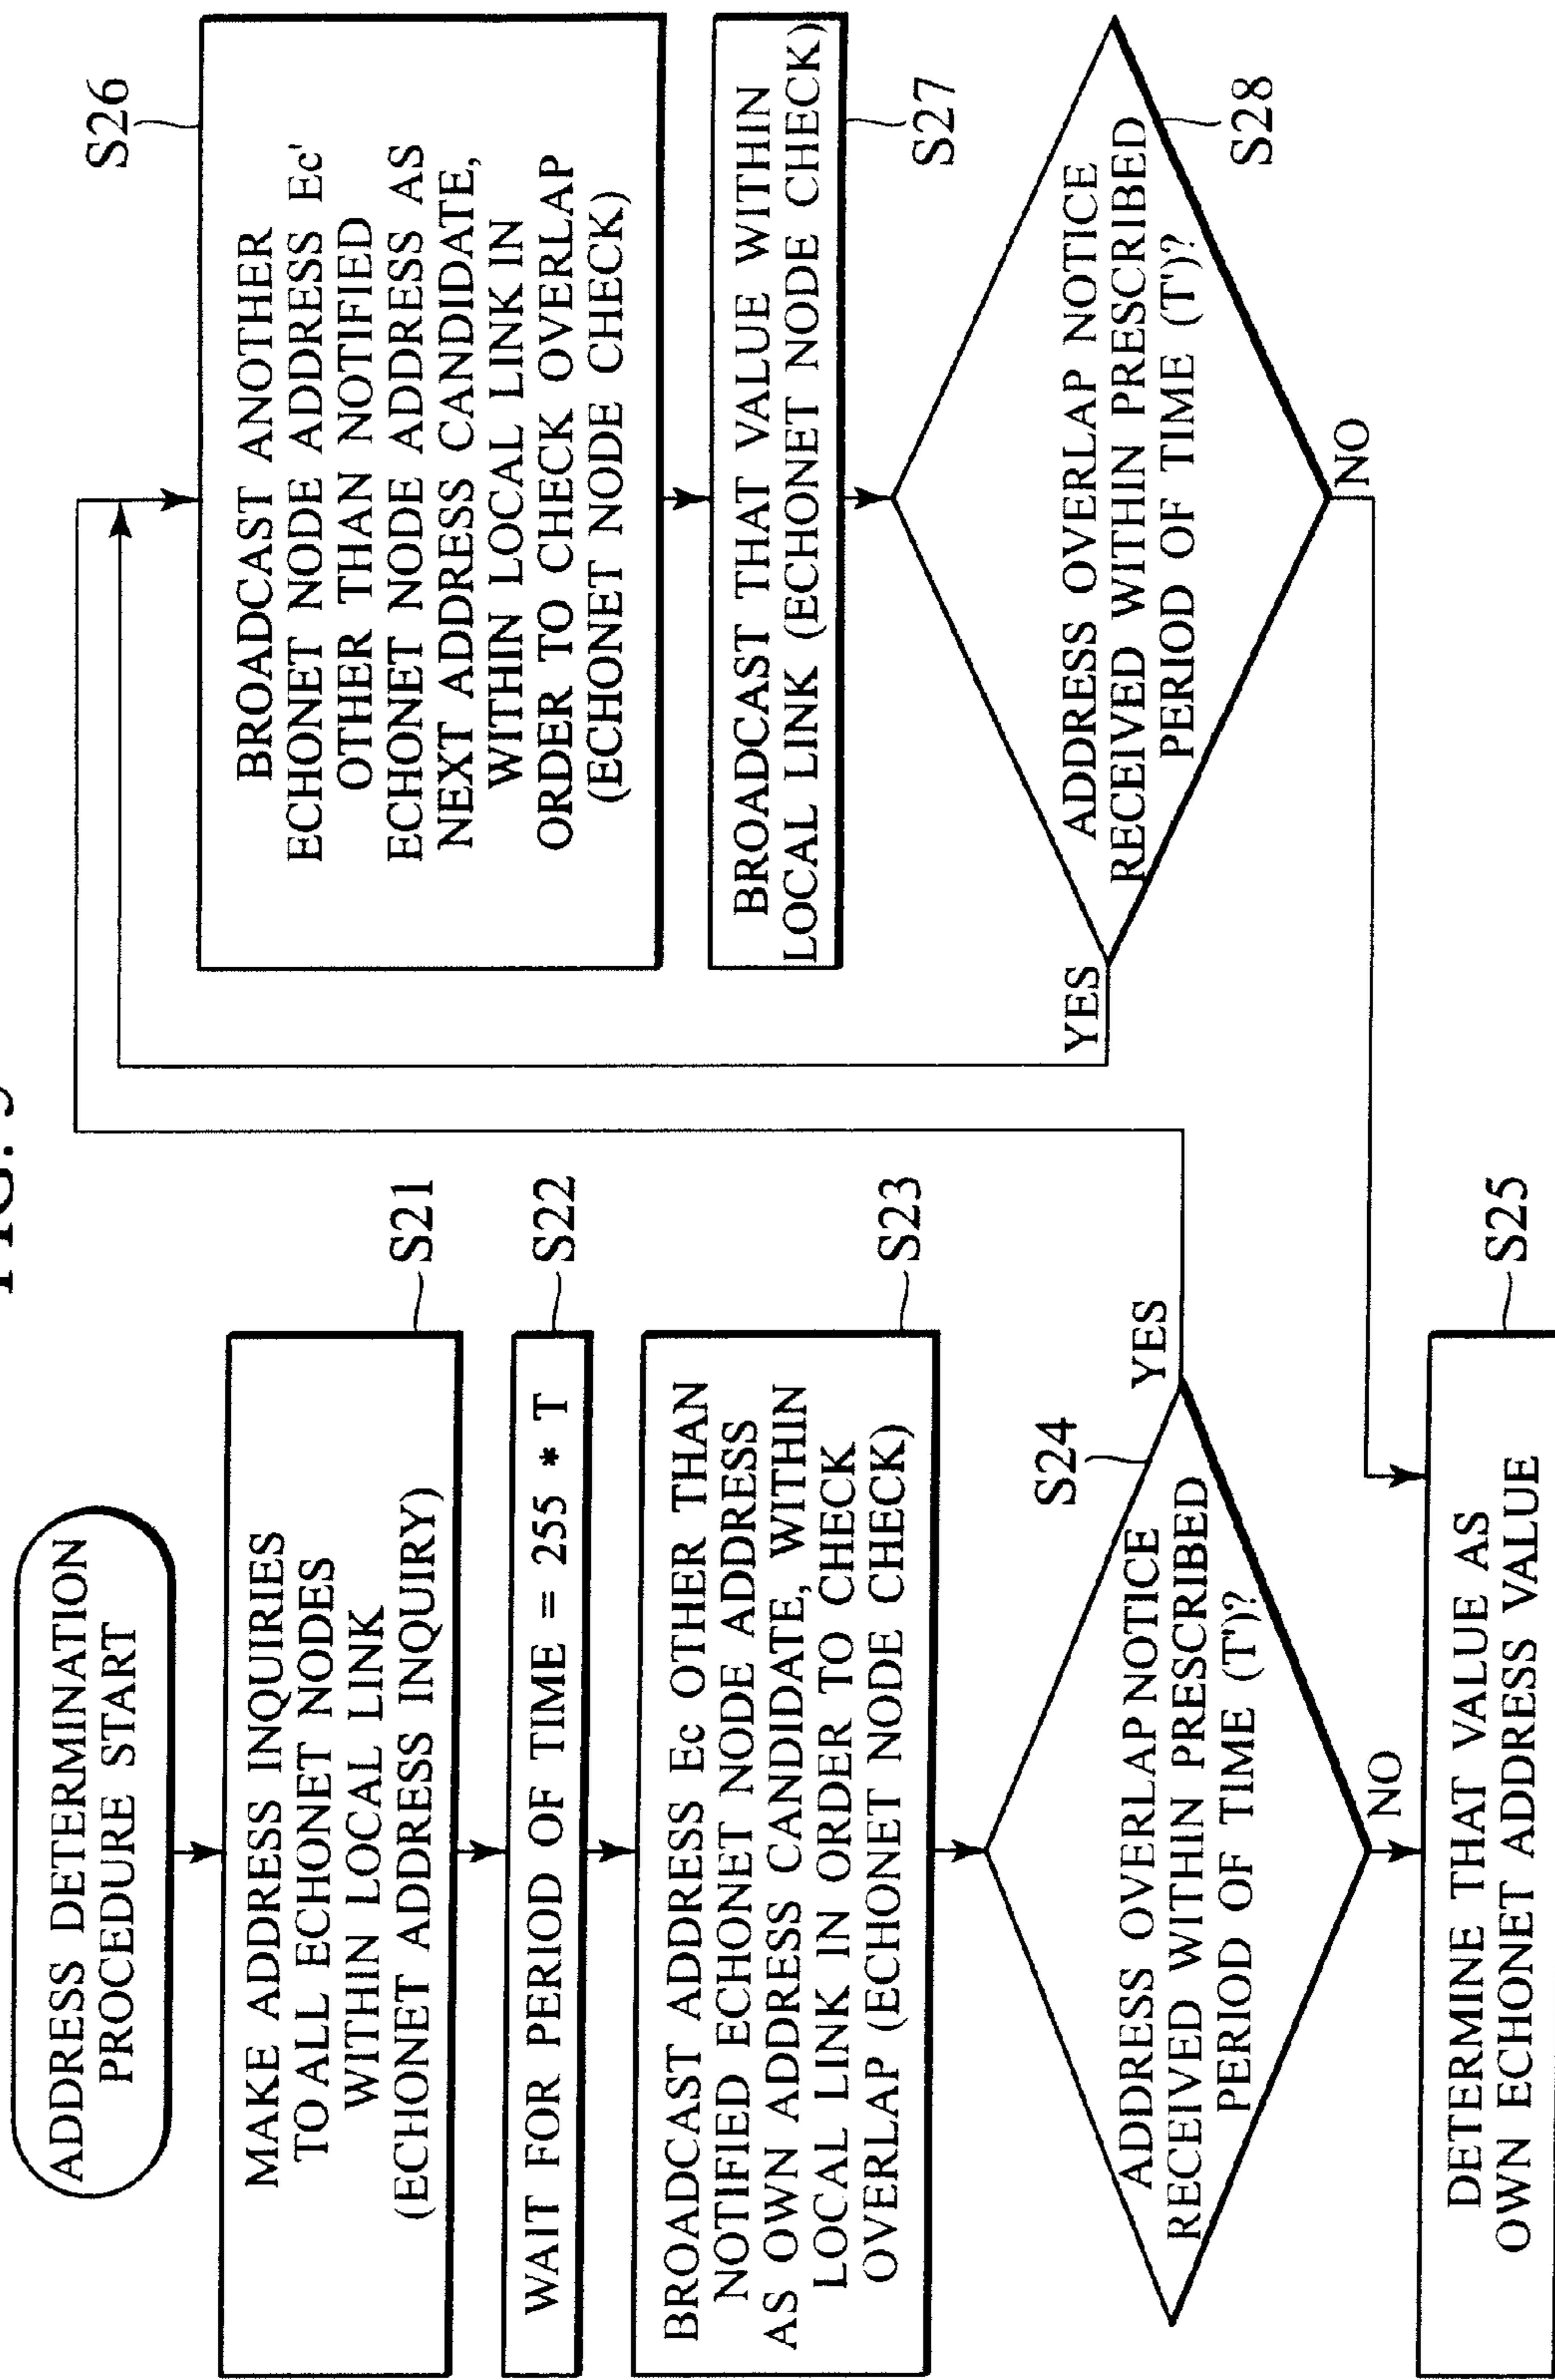 ADDRESS DETERMINATION
PROCEDURE START
MAKE ADDRESS INQUIRIES
TO ALL ECHONET NODES
WITHIN LOCAL LINK
(ECHONET ADDRESS INQUIRY)
S21
WAIT FOR PERIOD OF TIME = 255 * T
S22
BROADCAST ADDRESS Ec OTHER THAN
NOTIFIED ECHONET NODE ADDRESS
AS OWN ADDRESS CANDIDATE, WITHIN
LOCAL LINK IN ORDER TO CHECK
OVERLAP (ECHONET NODE CHECK)
S23
S24
ADDRESS OVERLAP NOTICE
RECEIVED WITHIN PRESCRIBED
PERIOD OF TIME (T')?
YES
NO
DETERMINE THAT VALUE AS
OWN ECHONET ADDRESS VALUE
S25
S26
BROADCAST ANOTHER
ECHONET NODE ADDRESS Ec'
OTHER THAN NOTIFIED
ECHONET NODE ADDRESS AS
NEXT ADDRESS CANDIDATE,
WITHIN LOCAL LINK IN
ORDER TO CHECK OVERLAP
(ECHONET NODE CHECK)
BROADCAST THAT VALUE WITHIN
LOCAL LINK (ECHONET NODE CHECK)
S27
ADDRESS OVERLAP NOTICE
RECEIVED WITHIN PRESCRIBED
PERIOD OF TIME (T')?
S28
YES
NO